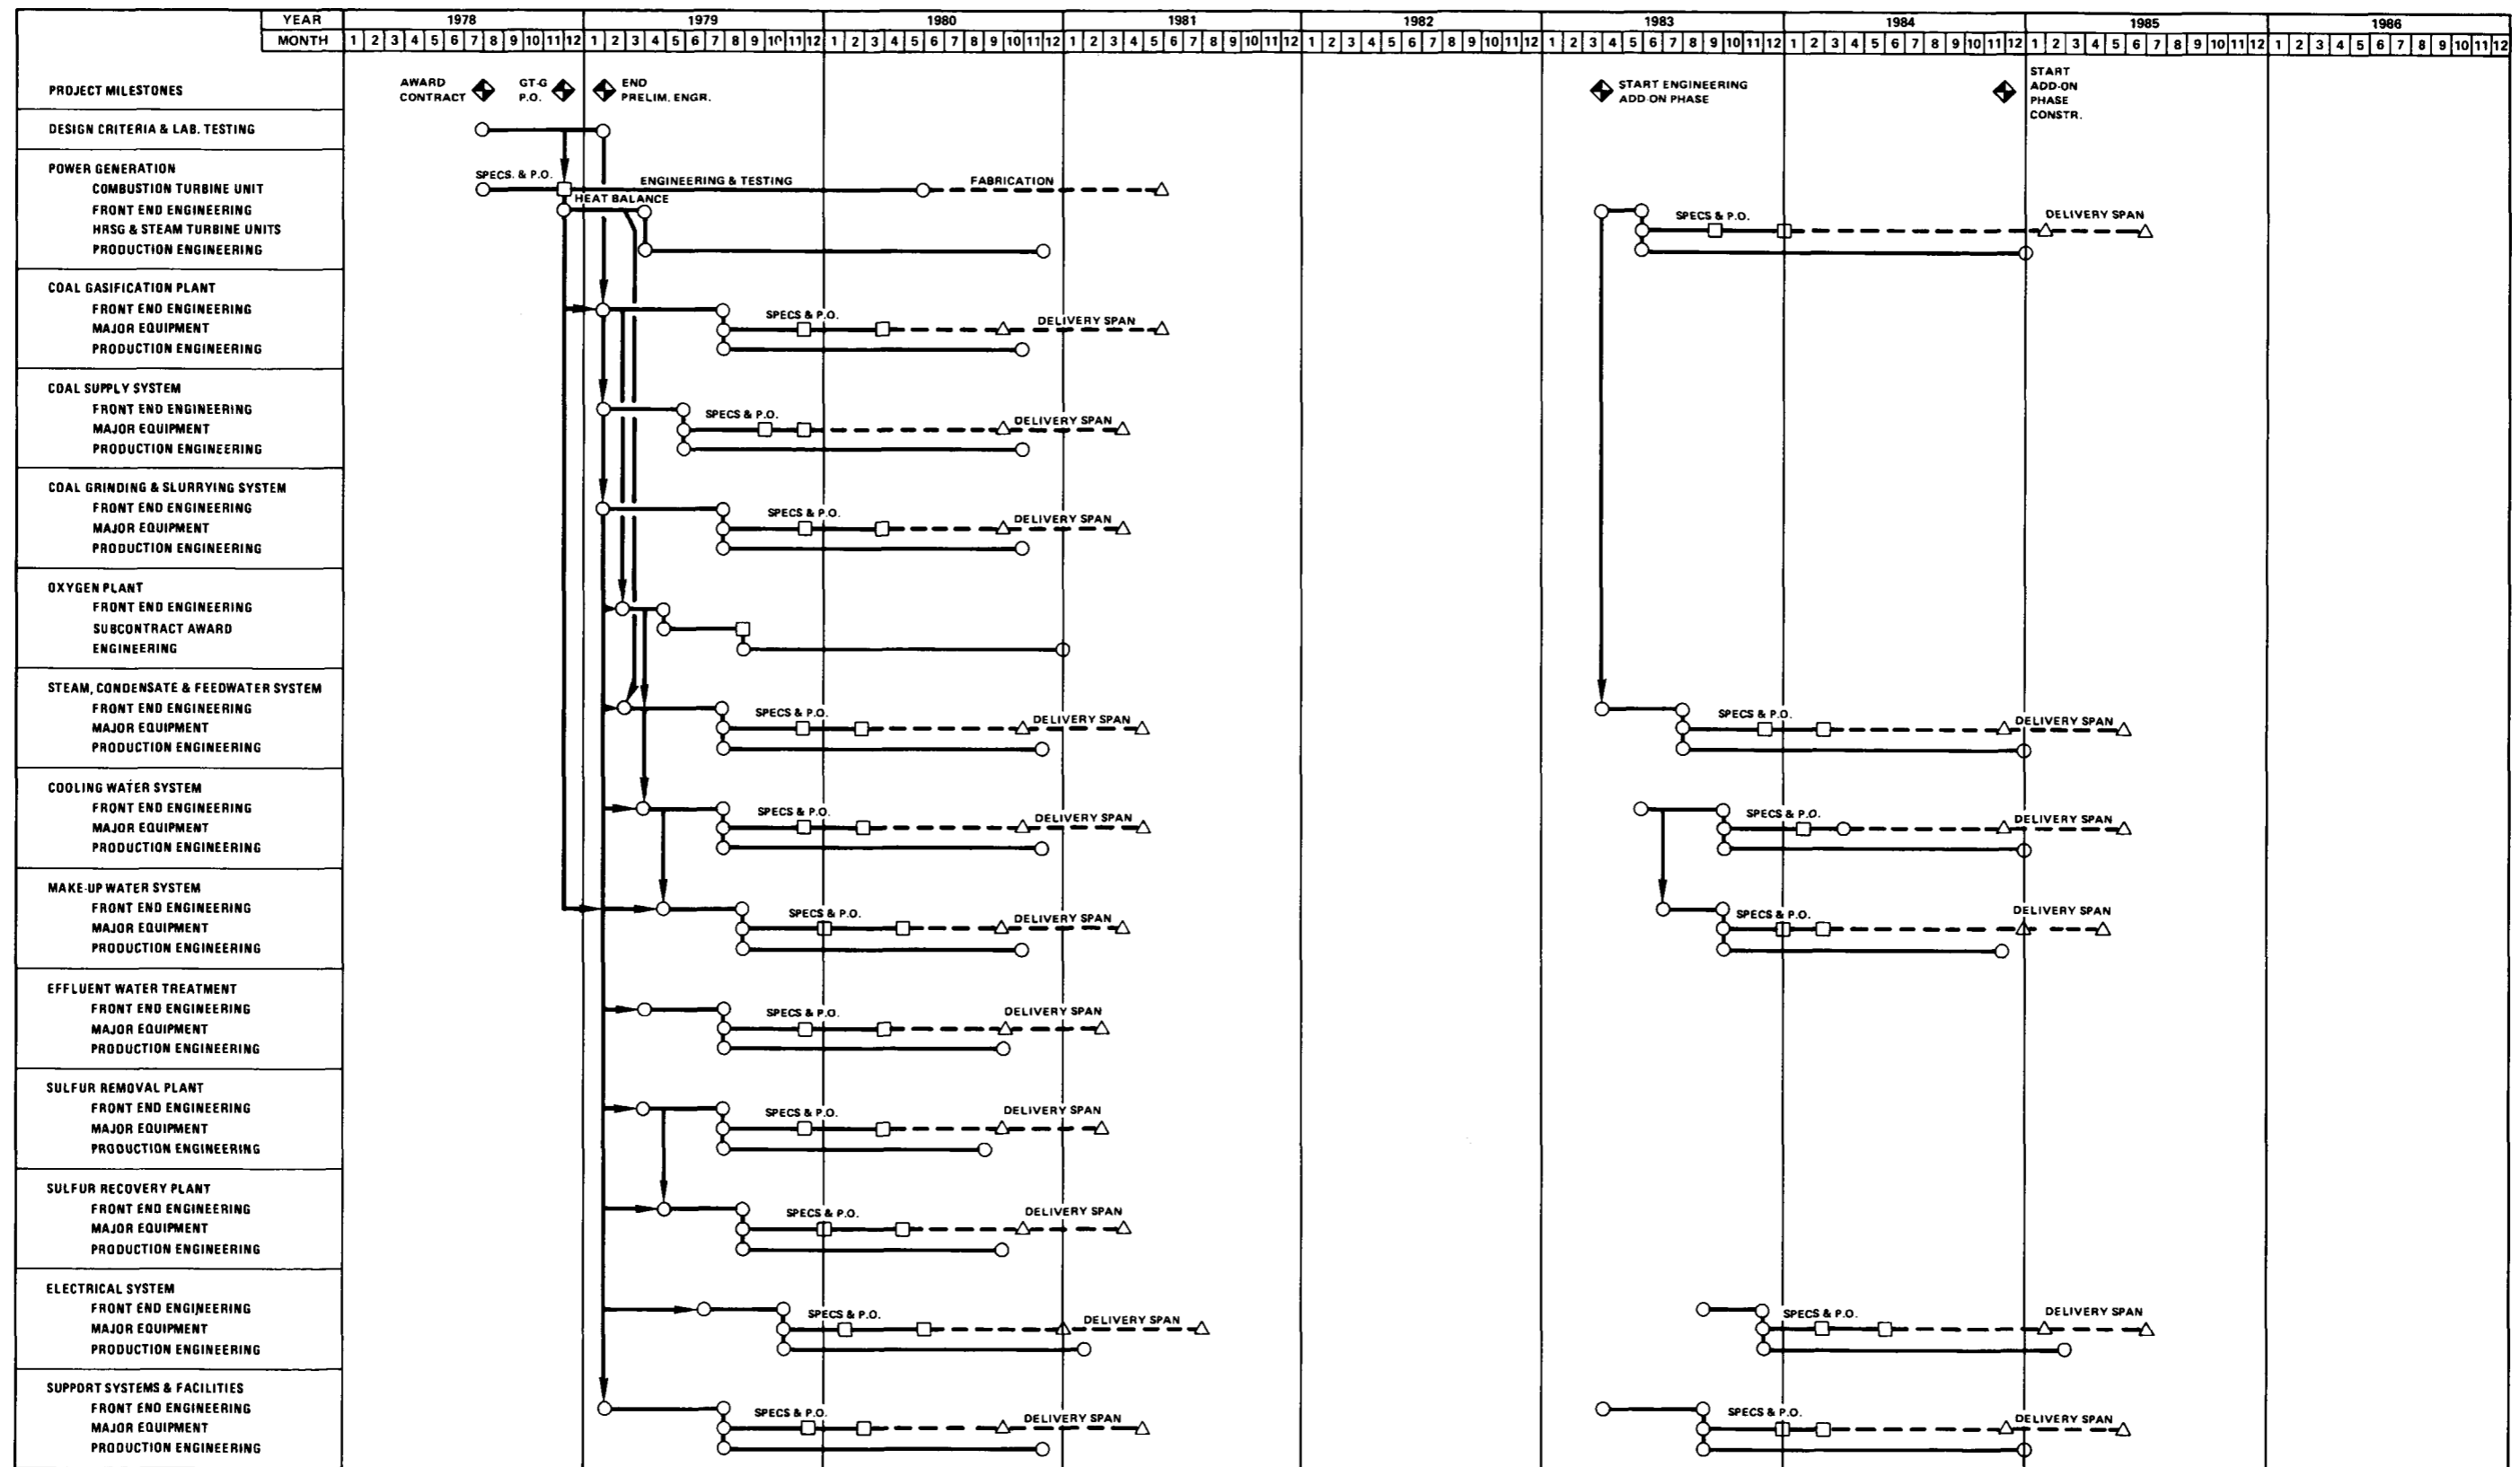 YEAR 1978 1979 1980 1981 1982 1983 1984 1985 1986
MONTH 1 2 3 4 5 6 7 8 9 10 11 12 1 2 3 4 5 6 7 8 9 10 11 12 1 2 3 4 5 6 7 8 9 10 11 12 1 2 3 4 5 6 7 8 9 10 11 12 1 2 3 4 5 6 7 8 9 10 11 12 1 2 3 4 5 6 7 8 9 10 11 12 1 2 3 4 5 6 7 8 9 10 11 12 1 2 3 4 5 6 7 8 9 10 11 12 1 2 3 4 5 6 7 8 9 10 11 12
PROJECT MILESTONES
AWARD
CONTRACT
GT-G
P.O.
END
PRELIM. ENGR.
START ENGINEERING
ADD-ON PHASE
START
ADD-ON
PHASE
CONSTR.
DESIGN CRITERIA & LAB. TESTING
POWER GENERATION
COMBUSTION TURBINE UNIT
SPECS. & P.O. ENGINEERING & TESTING FABRICATION
FRONT END ENGINEERING
HEAT BALANCE
HRSG & STEAM TURBINE UNITS
SPECS & P.O. DELIVERY SPAN
PRODUCTION ENGINEERING
COAL GASIFICATION PLANT
FRONT END ENGINEERING
MAJOR EQUIPMENT
SPECS & P.O. DELIVERY SPAN
PRODUCTION ENGINEERING
COAL SUPPLY SYSTEM
FRONT END ENGINEERING
MAJOR EQUIPMENT
SPECS & P.O. DELIVERY SPAN
PRODUCTION ENGINEERING
COAL GRINDING & SLURRYING SYSTEM
FRONT END ENGINEERING
MAJOR EQUIPMENT
SPECS & P.O. DELIVERY SPAN
PRODUCTION ENGINEERING
OXYGEN PLANT
FRONT END ENGINEERING
SUBCONTRACT AWARD
ENGINEERING
STEAM, CONDENSATE & FEEDWATER SYSTEM
FRONT END ENGINEERING
MAJOR EQUIPMENT
SPECS & P.O. DELIVERY SPAN SPECS & P.O. DELIVERY SPAN
PRODUCTION ENGINEERING
COOLING WATER SYSTEM
FRONT END ENGINEERING
MAJOR EQUIPMENT
SPECS & P.O. DELIVERY SPAN SPECS & P.O. DELIVERY SPAN
PRODUCTION ENGINEERING
MAKE-UP WATER SYSTEM
FRONT END ENGINEERING
MAJOR EQUIPMENT
SPECS & P.O. DELIVERY SPAN SPECS & P.O. DELIVERY SPAN
PRODUCTION ENGINEERING
EFFLUENT WATER TREATMENT
FRONT END ENGINEERING
MAJOR EQUIPMENT
SPECS & P.O. DELIVERY SPAN
PRODUCTION ENGINEERING
SULFUR REMOVAL PLANT
FRONT END ENGINEERING
MAJOR EQUIPMENT
SPECS & P.O. DELIVERY SPAN
PRODUCTION ENGINEERING
SULFUR RECOVERY PLANT
FRONT END ENGINEERING
MAJOR EQUIPMENT
SPECS & P.O. DELIVERY SPAN
PRODUCTION ENGINEERING
ELECTRICAL SYSTEM
FRONT END ENGINEERING
MAJOR EQUIPMENT
SPECS & P.O. DELIVERY SPAN SPECS & P.O. DELIVERY SPAN
PRODUCTION ENGINEERING
SUPPORT SYSTEMS & FACILITIES
FRONT END ENGINEERING
MAJOR EQUIPMENT
SPECS & P.O. DELIVERY SPAN SPECS & P.O. DELIVERY SPAN
PRODUCTION ENGINEERING